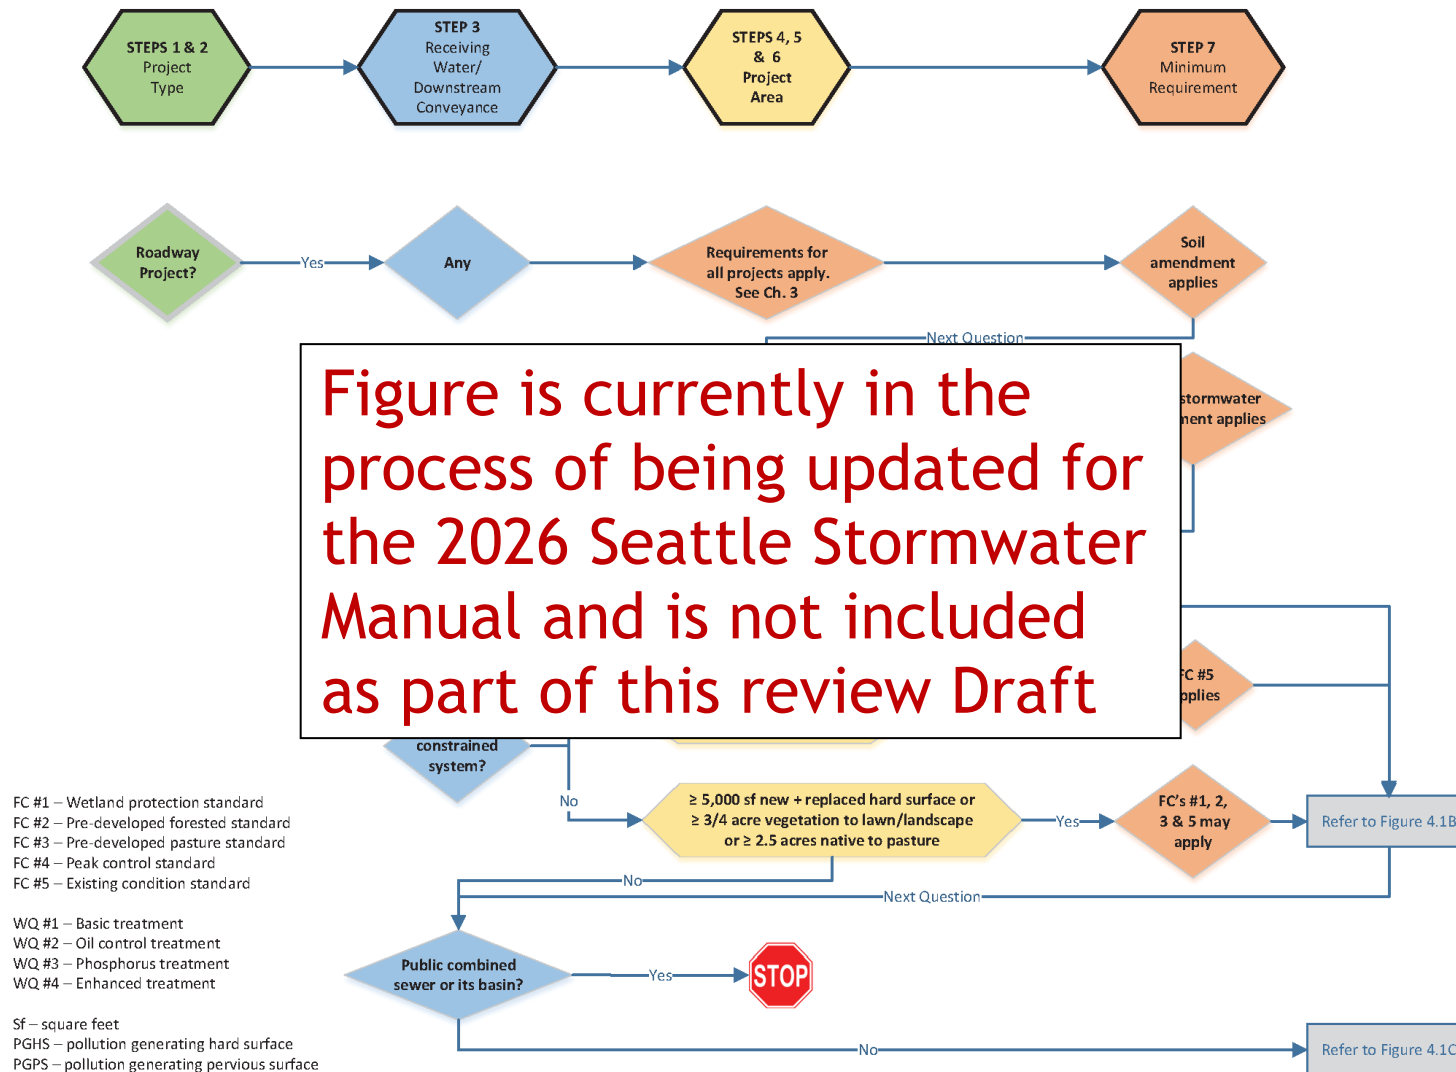 STEPS 1 & 2
Project
Type
STEP 3
Receiving
Water/
Downstream
Conveyance
STEPS 4, 5
& 6
Project
Area
STEP 7
Minimum
Requirement
Roadway
Project?
Yes
Any
Requirements for
all projects apply.
See Ch. 3
Soil
amendment
applies
Next Question
stormwater
applies
Figure is currently in the
process of being updated for
the 2026 Seattle Stormwater
Manual and is not included
as part of this review Draft
FC #5
constrained
system?
No
≥ 5,000 sf new + replaced hard surface or
≥ 3/4 acre vegetation to lawn/landscape
or ≥ 2.5 acres native to pasture
Yes
FC's #1, 2,
3 & 5 may
apply
Refer to Figure 4.1B
No
Next Question
FC #1 – Wetland protection standard
FC #2 – Pre-developed forested standard
FC #3 – Pre-developed pasture standard
FC #4 – Peak control standard
FC #5 – Existing condition standard
WQ #1 – Basic treatment
WQ #2 – Oil control treatment
WQ #3 – Phosphorus treatment
WQ #4 – Enhanced treatment
Public combined
sewer or its basin?
Yes
STOP
Sf – square feet
PGHS – pollution generating hard surface
PGPS – pollution generating pervious surface
No
Refer to Figure 4.1C